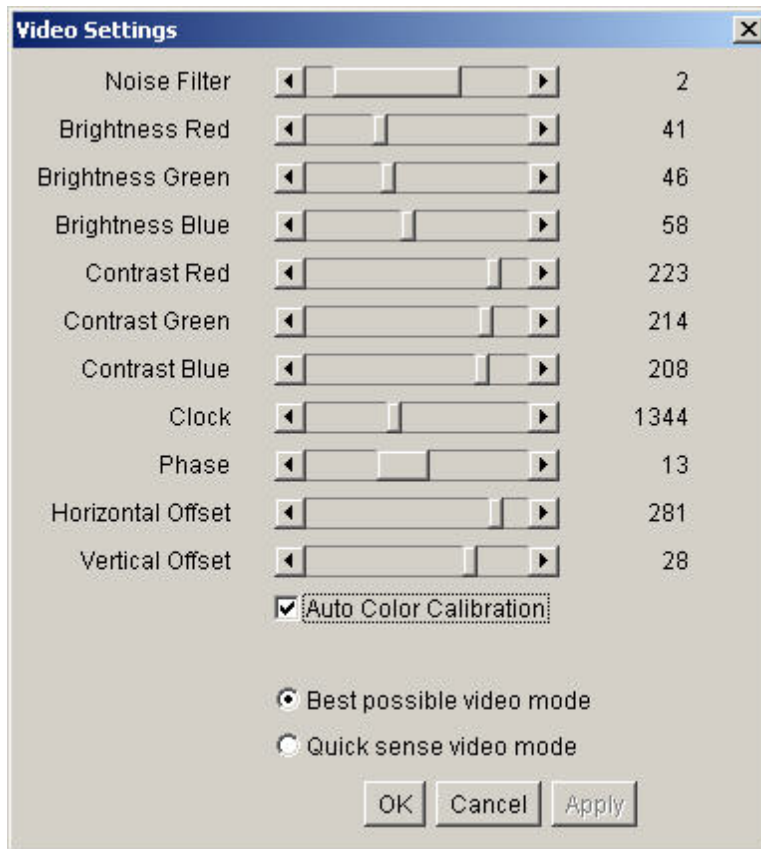 Video Settings
Noise Filter 2
Brightness Red 41
Brightness Green 46
Brightness Blue 58
Contrast Red 223
Contrast Green 214
Contrast Blue 208
Clock 1344
Phase 13
Horizontal Offset 281
Vertical Offset 28
Auto Color Calibration
Best possible video mode
Quick sense video mode
OK Cancel Apply